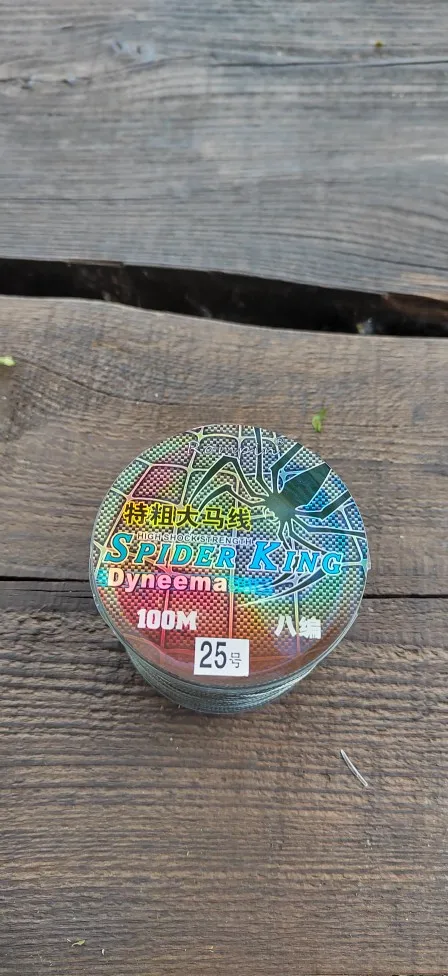 特粗大马线
HIGH SHOCK STRENGTH
SPIDER KING
Dyneema
100M
八编
25号